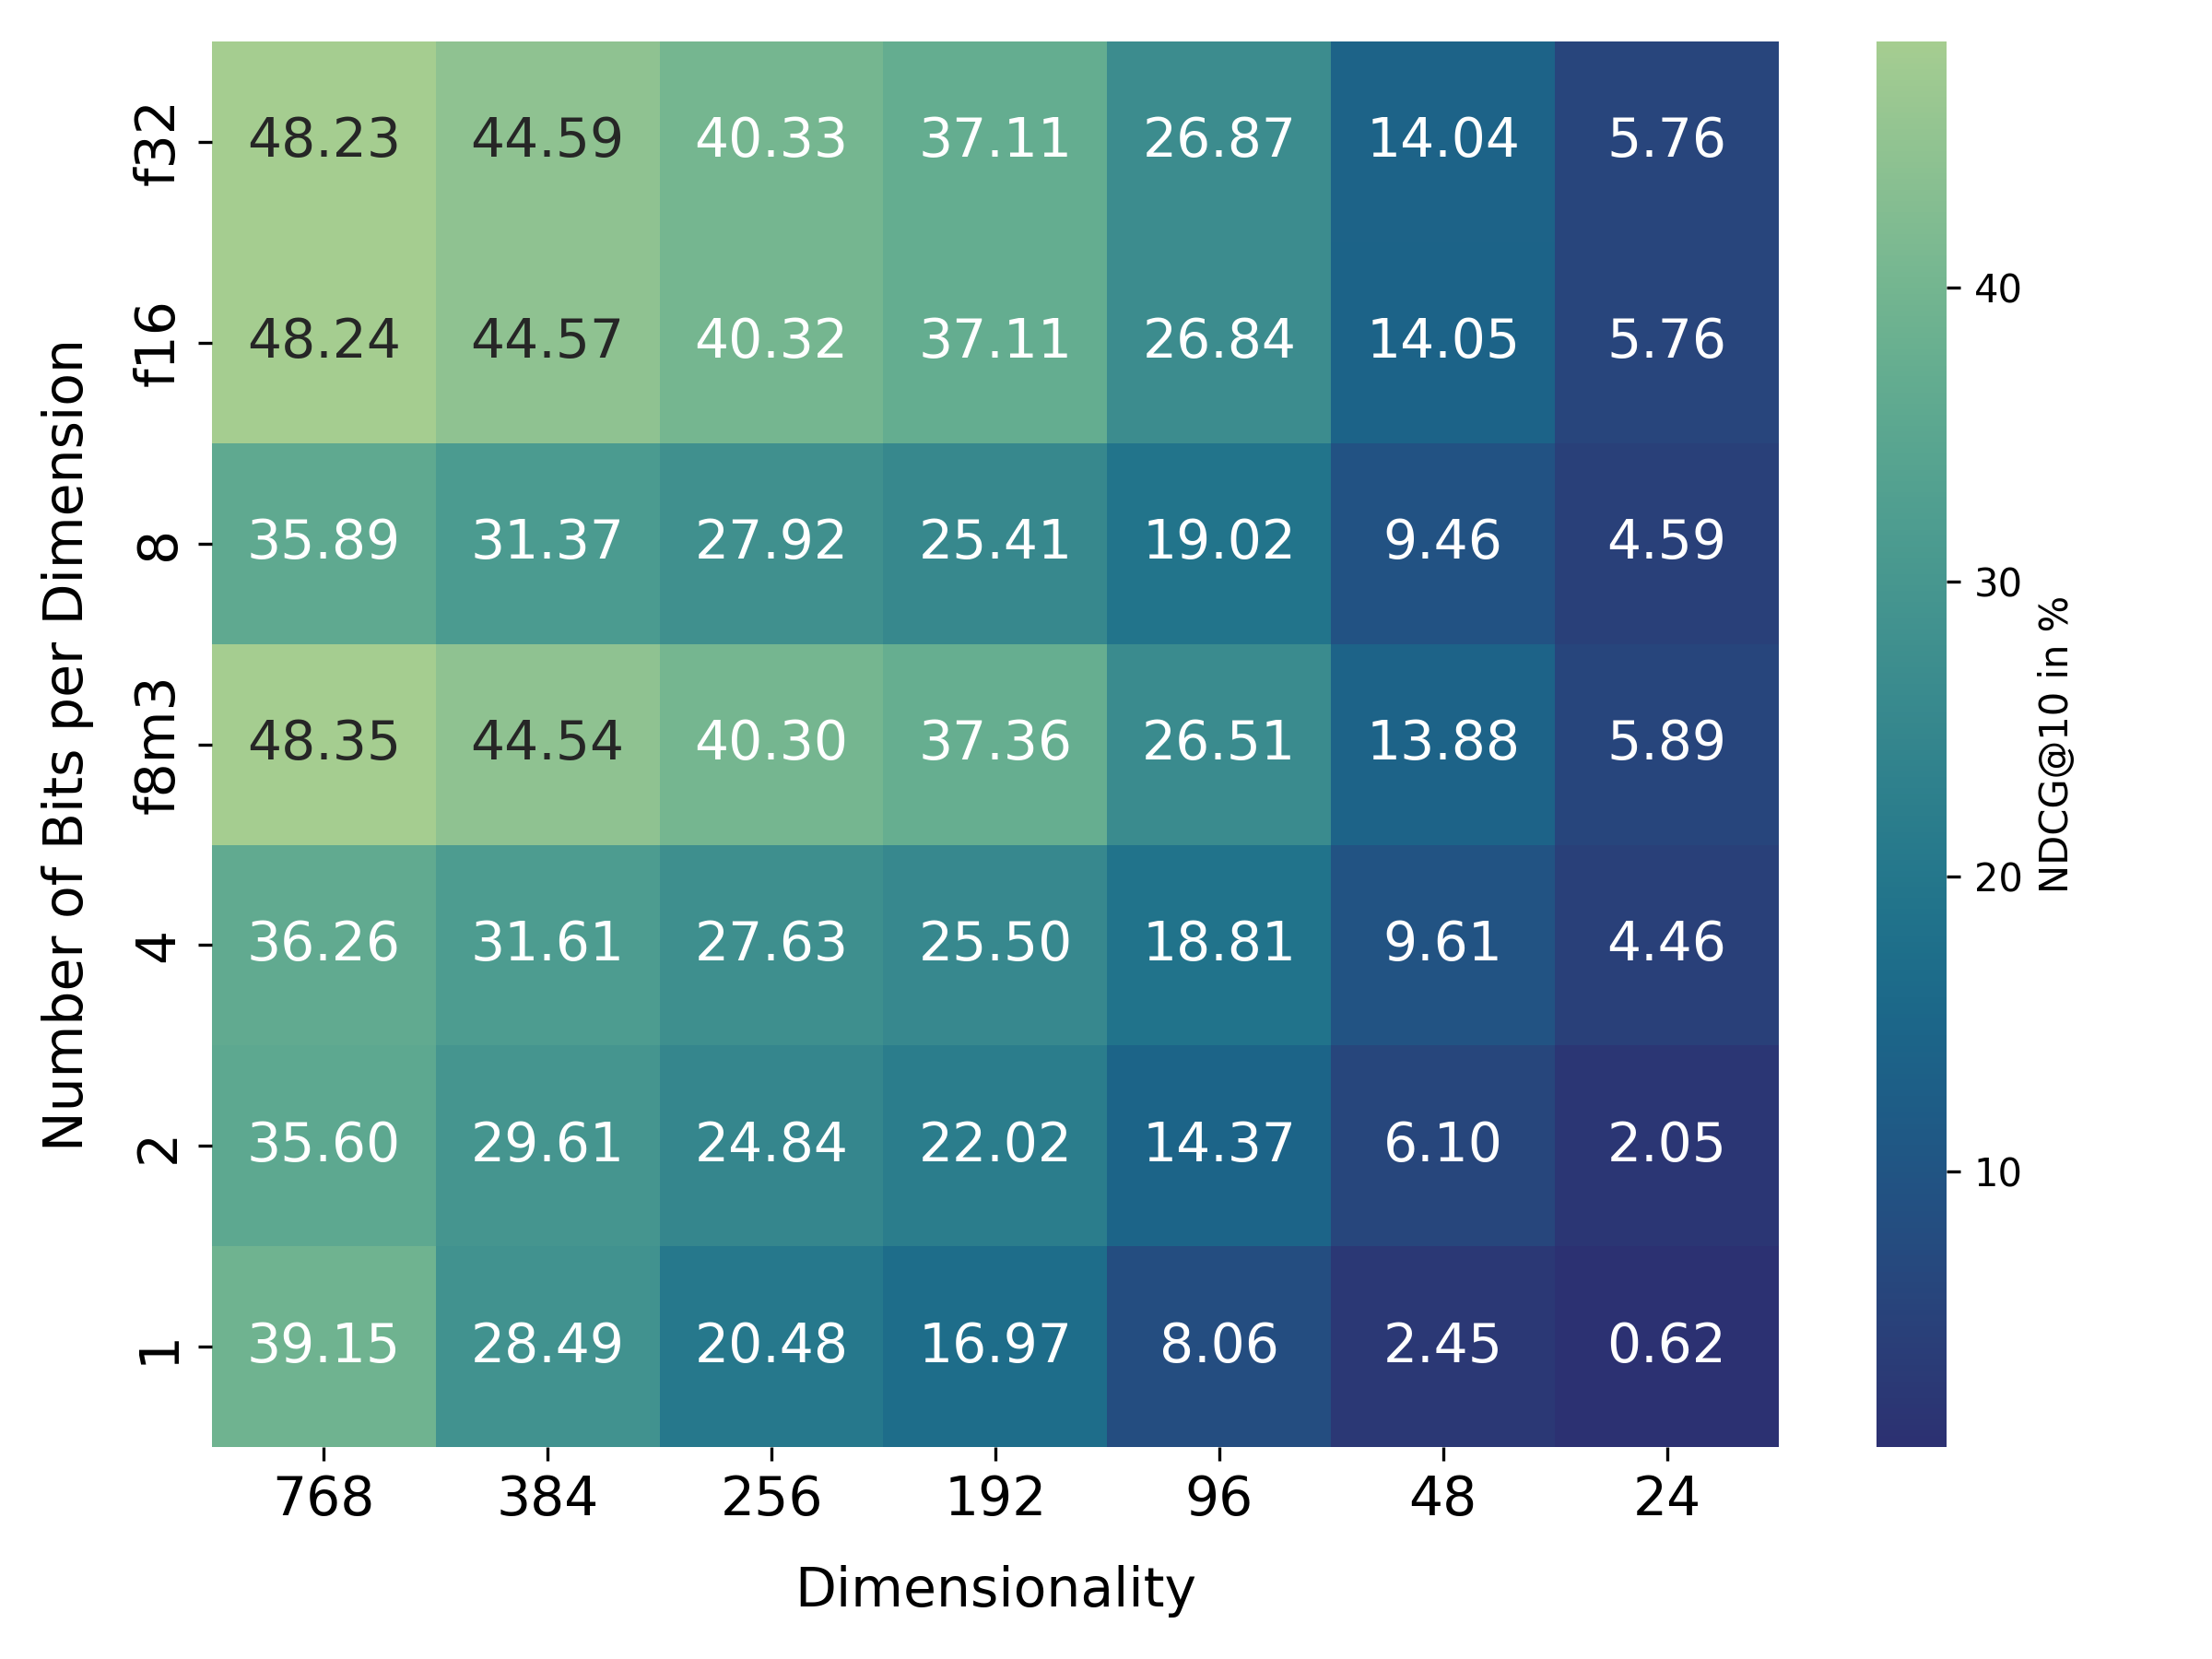 Number of Bits per Dimension
f32 48.23 44.59 40.33 37.11 26.87 14.04 5.76
f16 48.24 44.57 40.32 37.11 26.84 14.05 5.76
8 35.89 31.37 27.92 25.41 19.02 9.46 4.59
f8m3 48.35 44.54 40.30 37.36 26.51 13.88 5.89
4 36.26 31.61 27.63 25.50 18.81 9.61 4.46
2 35.60 29.61 24.84 22.02 14.37 6.10 2.05
1 39.15 28.49 20.48 16.97 8.06 2.45 0.62
768 384 256 192 96 48 24
Dimensionality
40
30
20
10
NDCG@10 in %